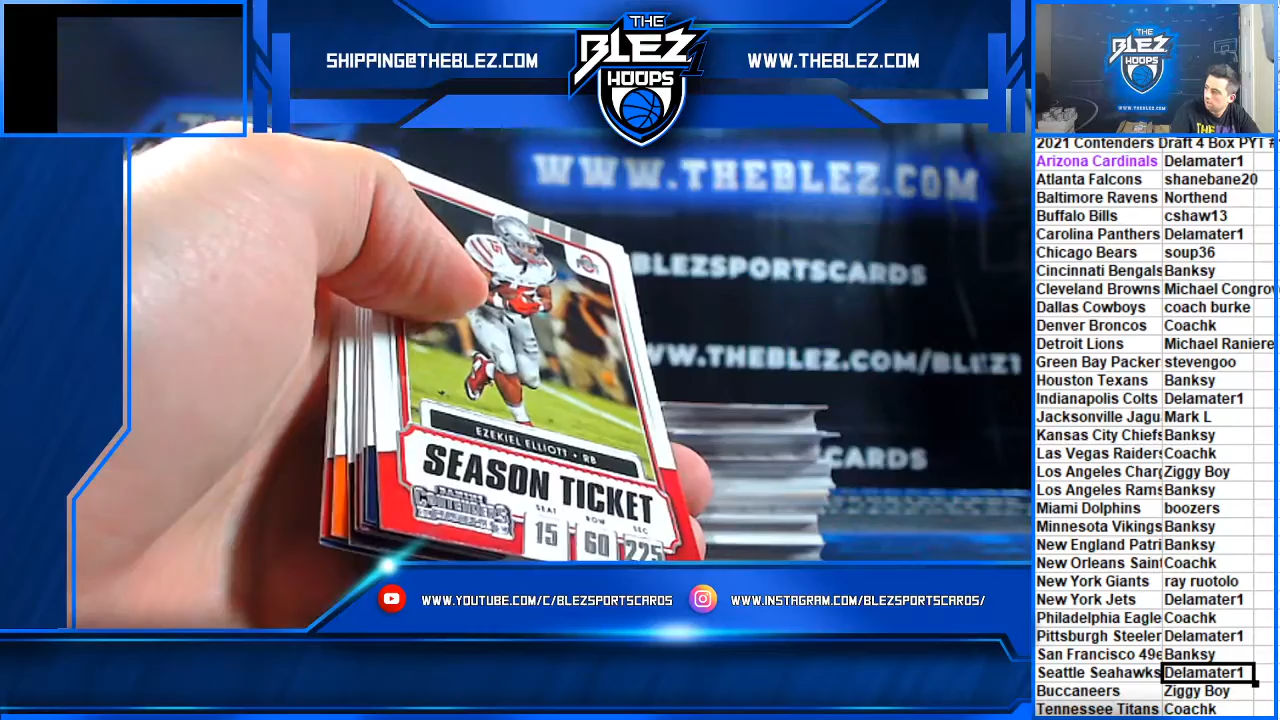 SHIPPING@THEBLEZ.COM
THE
BLEZ 1
HOOPS
WWW.THEBLEZ.COM
THE
BLEZ
HOOPS
WWW.THEBLEZ.COM
BLEZSPORTSCARDS
WWW.THEBLEZ.COM/BLEZ1
CARDS
EZEKIEL ELLIOTT • RB
SEASON TICKET
PANINI
CONTENDERS
SEAT ROW SEC
15 60 225
WWW.YOUTUBE.COM/C/BLEZSPORTSCARDS
WWW.INSTAGRAM.COM/BLEZSPORTSCARDS/
2021 Contenders Draft 4 Box PYT #
Arizona Cardinals Delamater1
Atlanta Falcons shanebane20
Baltimore Ravens Northend
Buffalo Bills cshaw13
Carolina Panthers Delamater1
Chicago Bears soup36
Cincinnati Bengals Banksy
Cleveland Browns Michael Congrov
Dallas Cowboys coach burke
Denver Broncos Coachk
Detroit Lions Michael Raniere
Green Bay Packer stevengoo
Houston Texans Banksy
Indianapolis Colts Delamater1
Jacksonville Jagu Mark L
Kansas City Chiefs Banksy
Las Vegas Raiders Coachk
Los Angeles Charg Ziggy Boy
Los Angeles Rams Banksy
Miami Dolphins boozers
Minnesota Vikings Banksy
New England Patri Banksy
New Orleans Saint Coachk
New York Giants ray ruotolo
New York Jets Delamater1
Philadelphia Eagle Coachk
Pittsburgh Steeler Delamater1
San Francisco 49e Banksy
Seattle Seahawks Delamater1
Buccaneers Ziggy Boy
Tennessee Titans Coachk